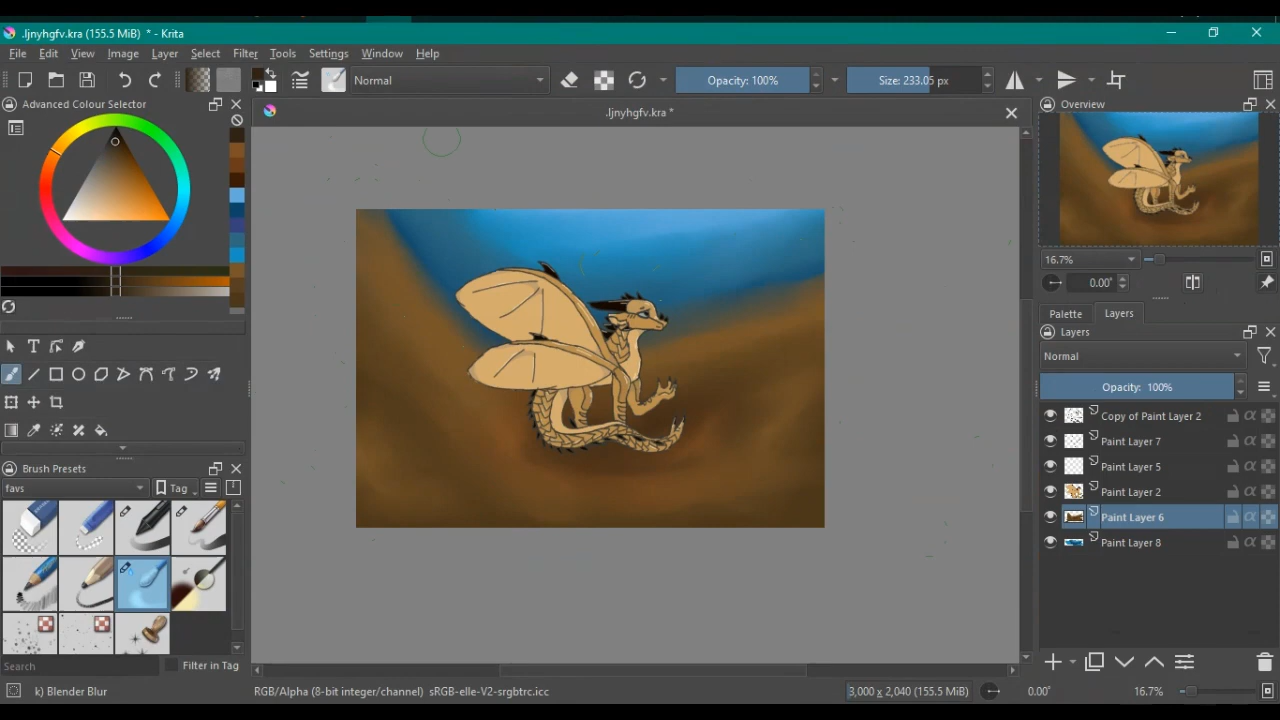 .ljnyhgfv.kra (155.5 MiB) * - Krita
File Edit View Image Layer Select Filter Tools Settings Window Help
Normal Opacity: 100% Size: 233.05 px
Advanced Colour Selector
.ljnyhgfv.kra *
Overview
16.7%
0.00°
Palette Layers
Layers
Normal
Opacity: 100%
Copy of Paint Layer 2
Paint Layer 7
Paint Layer 5
Paint Layer 2
Paint Layer 6
Paint Layer 8
Brush Presets
favs Tag
Search Filter in Tag
k) Blender Blur RGB/Alpha (8-bit integer/channel) sRGB-elle-V2-srgbtrc.icc 3,000 x 2,040 (155.5 MiB) 0.00° 16.7%